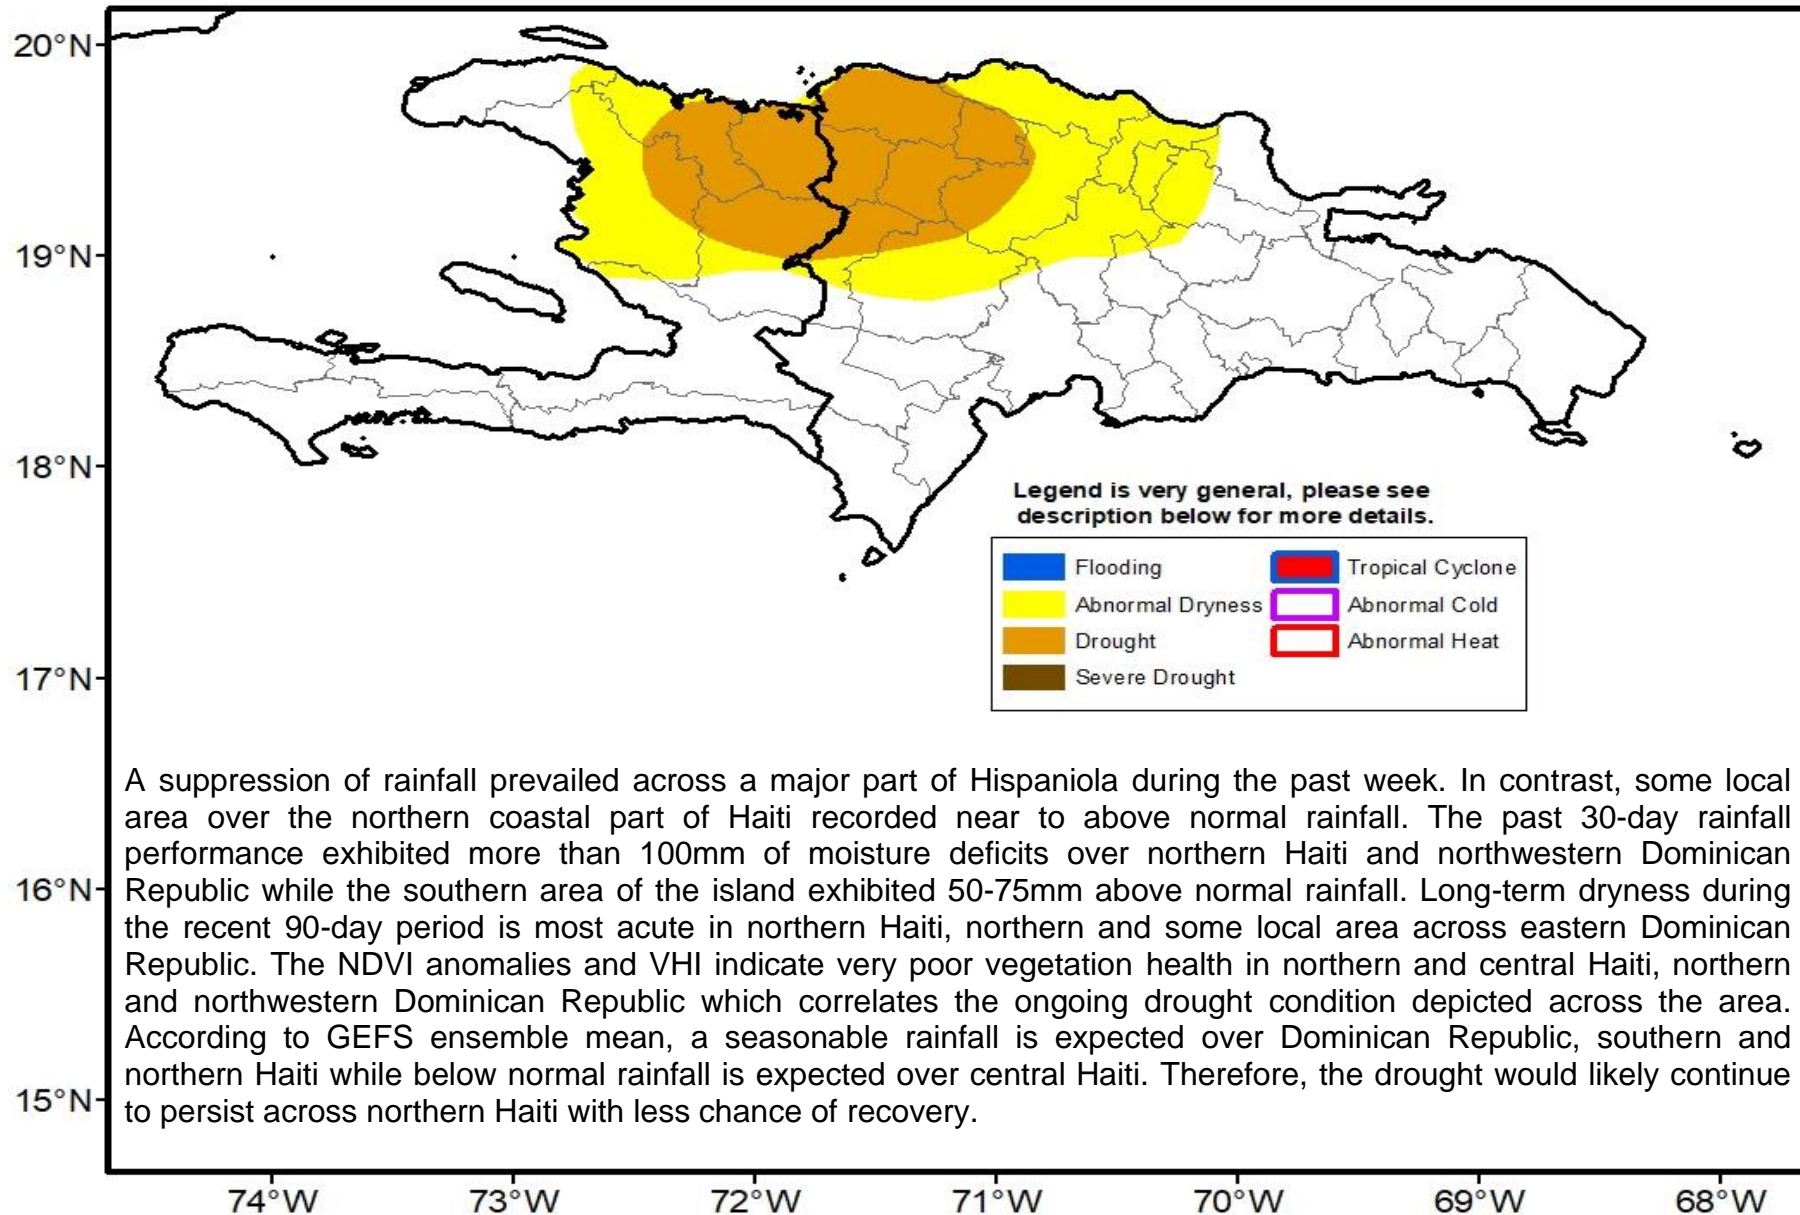 20°N
19°N
18°N
17°N
16°N
15°N
Legend is very general, please see
description below for more details.
Flooding
Tropical Cyclone
Abnormal Dryness
Abnormal Cold
Drought
Abnormal Heat
Severe Drought
A suppression of rainfall prevailed across a major part of Hispaniola during the past week. In contrast, some local
area over the northern coastal part of Haiti recorded near to above normal rainfall. The past 30-day rainfall
performance exhibited more than 100mm of moisture deficits over northern Haiti and northwestern Dominican
Republic while the southern area of the island exhibited 50-75mm above normal rainfall. Long-term dryness during
the recent 90-day period is most acute in northern Haiti, northern and some local area across eastern Dominican
Republic. The NDVI anomalies and VHI indicate very poor vegetation health in northern and central Haiti, northern
and northwestern Dominican Republic which correlates the ongoing drought condition depicted across the area.
According to GEFS ensemble mean, a seasonable rainfall is expected over Dominican Republic, southern and
northern Haiti while below normal rainfall is expected over central Haiti. Therefore, the drought would likely continue
to persist across northern Haiti with less chance of recovery.
74°W 73°W 72°W 71°W 70°W 69°W 68°W